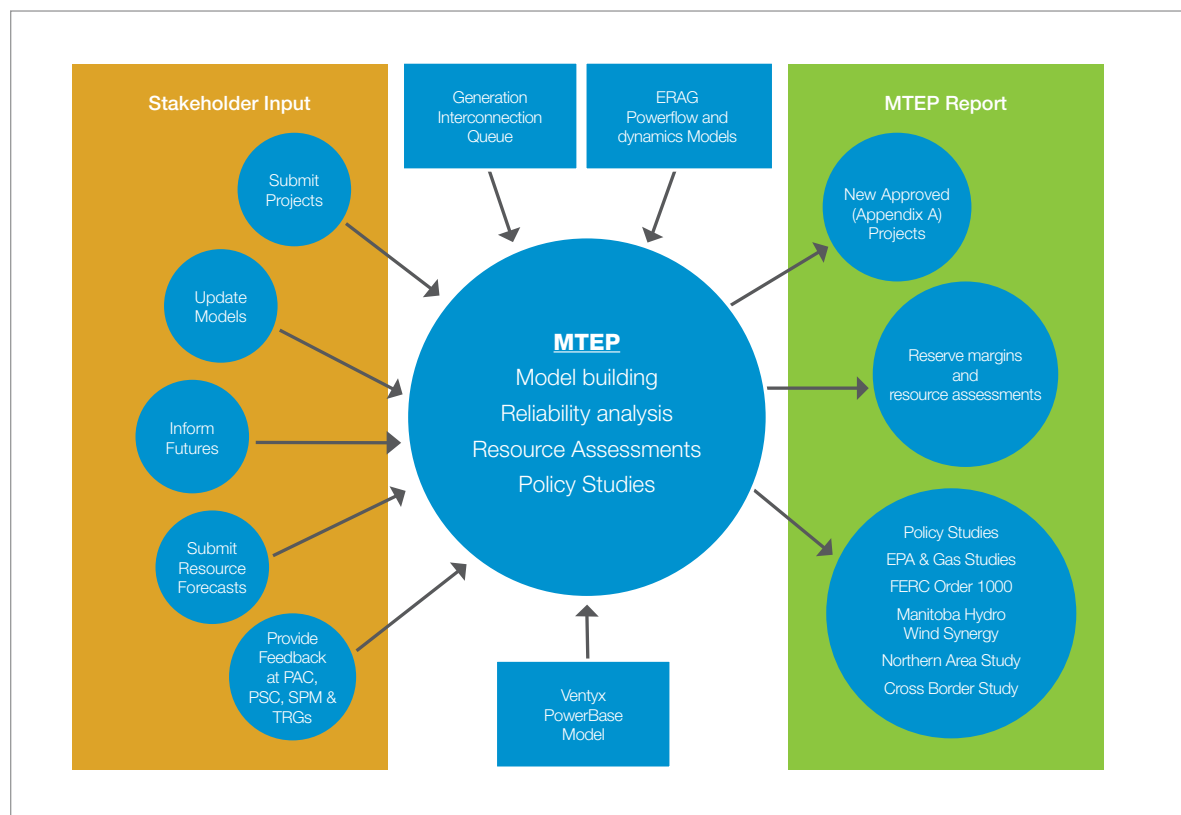 Stakeholder Input
Submit
Projects
Update
Models
Inform
Futures
Submit
Resource
Forecasts
Provide
Feedback
at PAC,
PSC, SPM &
TRGs
Generation
Interconnection
Queue
ERAG
Powerflow and
dynamics Models
MTEP
Model building
Reliability analysis
Resource Assessments
Policy Studies
Ventyx
PowerBase
Model
MTEP Report
New Approved
(Appendix A)
Projects
Reserve margins
and
resource assessments
Policy Studies
EPA & Gas Studies
FERC Order 1000
Manitoba Hydro
Wind Synergy
Northern Area Study
Cross Border Study